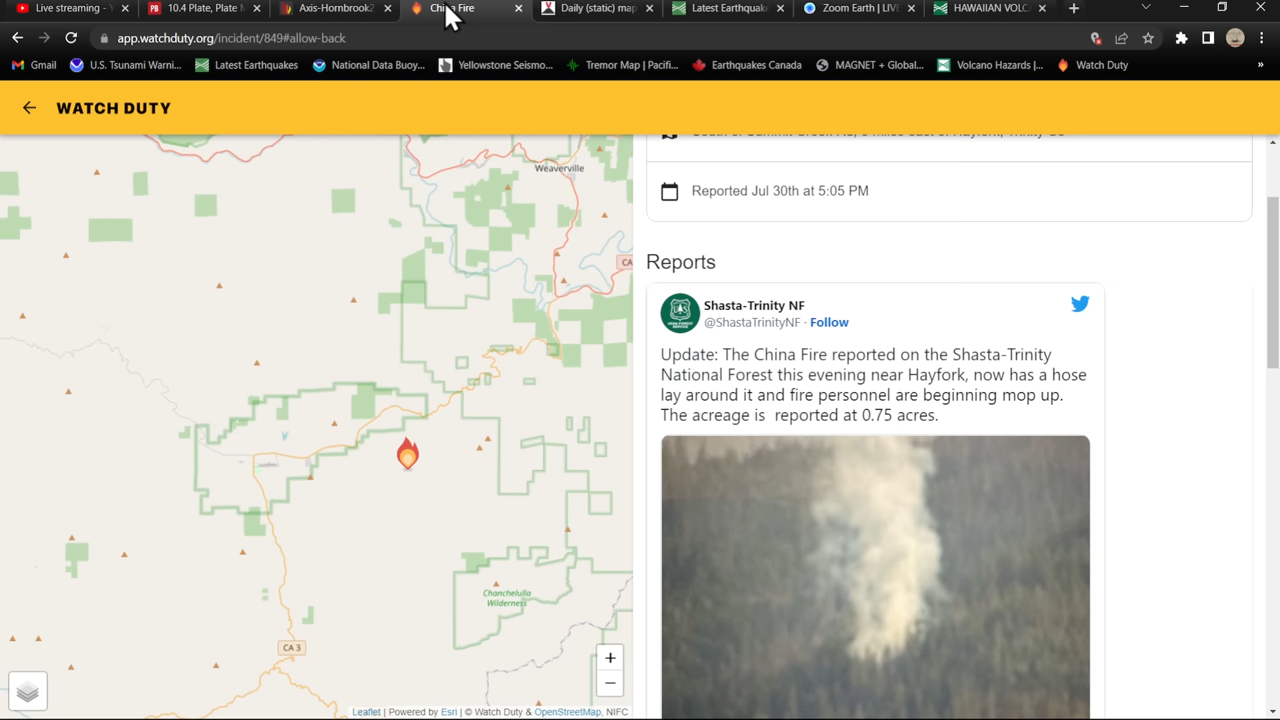 Live streaming - Y
10.4 Plate, Plate M
Axis-Hornbrook2
China Fire
Daily (static) map
Latest Earthquake
Zoom Earth | LIVE
HAWAIIAN VOLC
app.watchduty.org/incident/849#allow-back
Gmail
U.S. Tsunami Warni...
Latest Earthquakes
National Data Buoy...
Yellowstone Seismo...
Tremor Map | Pacifi...
Earthquakes Canada
MAGNET + Global...
Volcano Hazards |...
Watch Duty
»
WATCH DUTY
Weaverville
CA
Chanchelulla
Wilderness
CA 3
+
−
Leaflet | Powered by Esri | © Watch Duty & OpenStreetMap, NIFC
Reported Jul 30th at 5:05 PM
Reports
Shasta-Trinity NF
@ShastaTrinityNF · Follow
Update: The China Fire reported on the Shasta-Trinity
National Forest this evening near Hayfork, now has a hose
lay around it and fire personnel are beginning mop up.
The acreage is  reported at 0.75 acres.